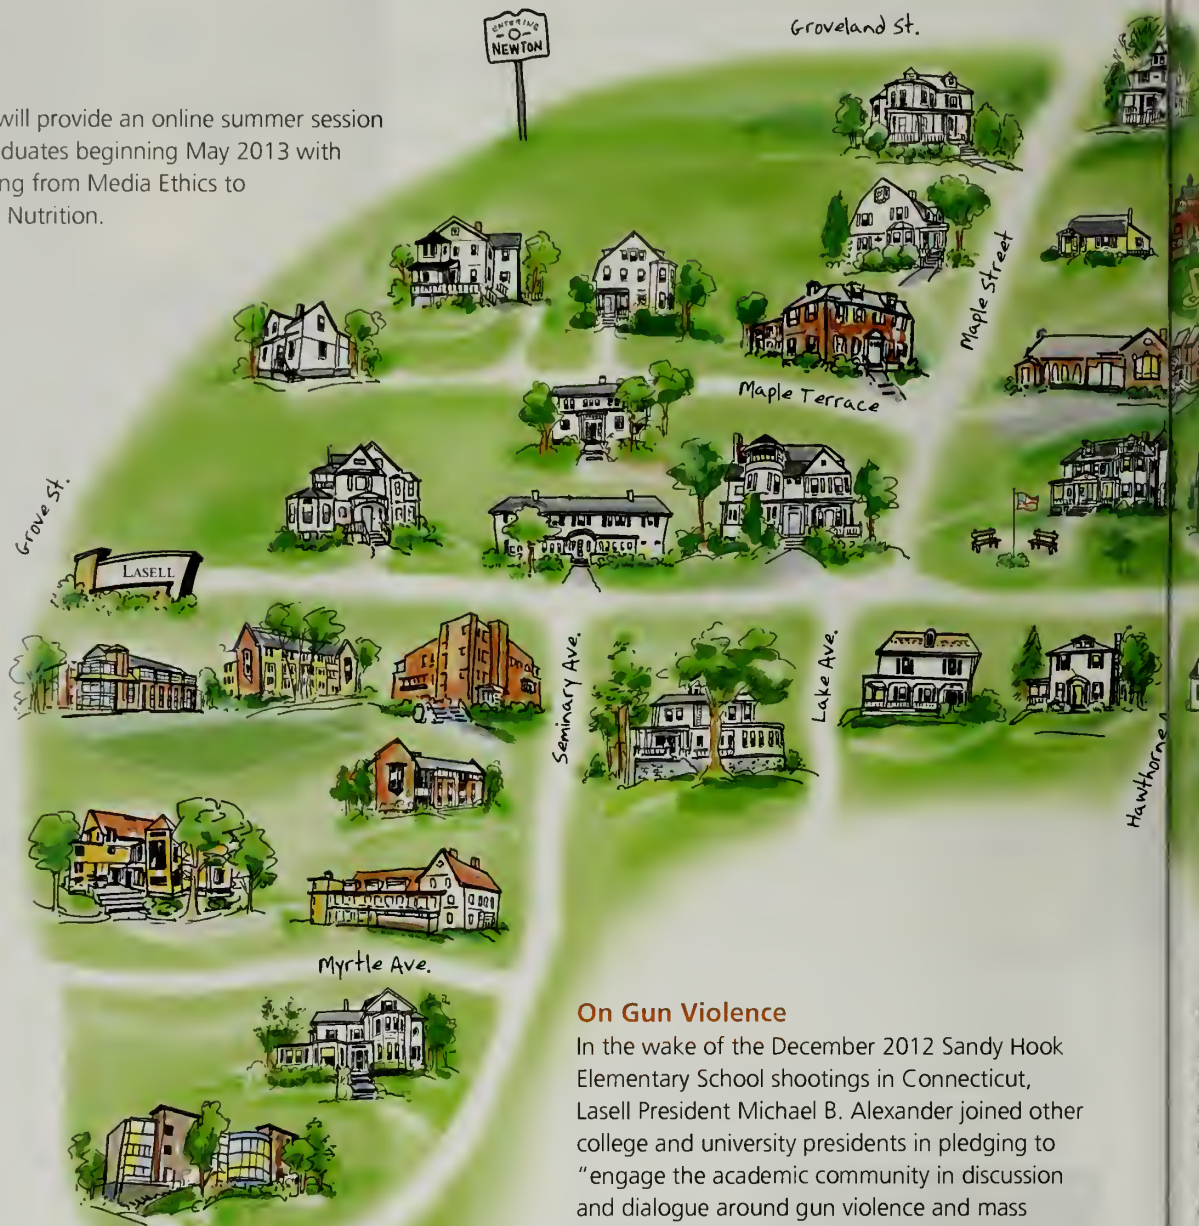 ENTERING
NEWTON
Groveland St.
will provide an online summer session
duates beginning May 2013 with
ng from Media Ethics to
Nutrition.
Maple Street
Maple Terrace
Grove St.
LASELL
Seminary Ave.
Lake Ave.
Hawthorne
Myrtle Ave.
On Gun Violence
In the wake of the December 2012 Sandy Hook
Elementary School shootings in Connecticut,
Lasell President Michael B. Alexander joined other
college and university presidents in pledging to
"engage the academic community in discussion
and dialogue around gun violence and mass